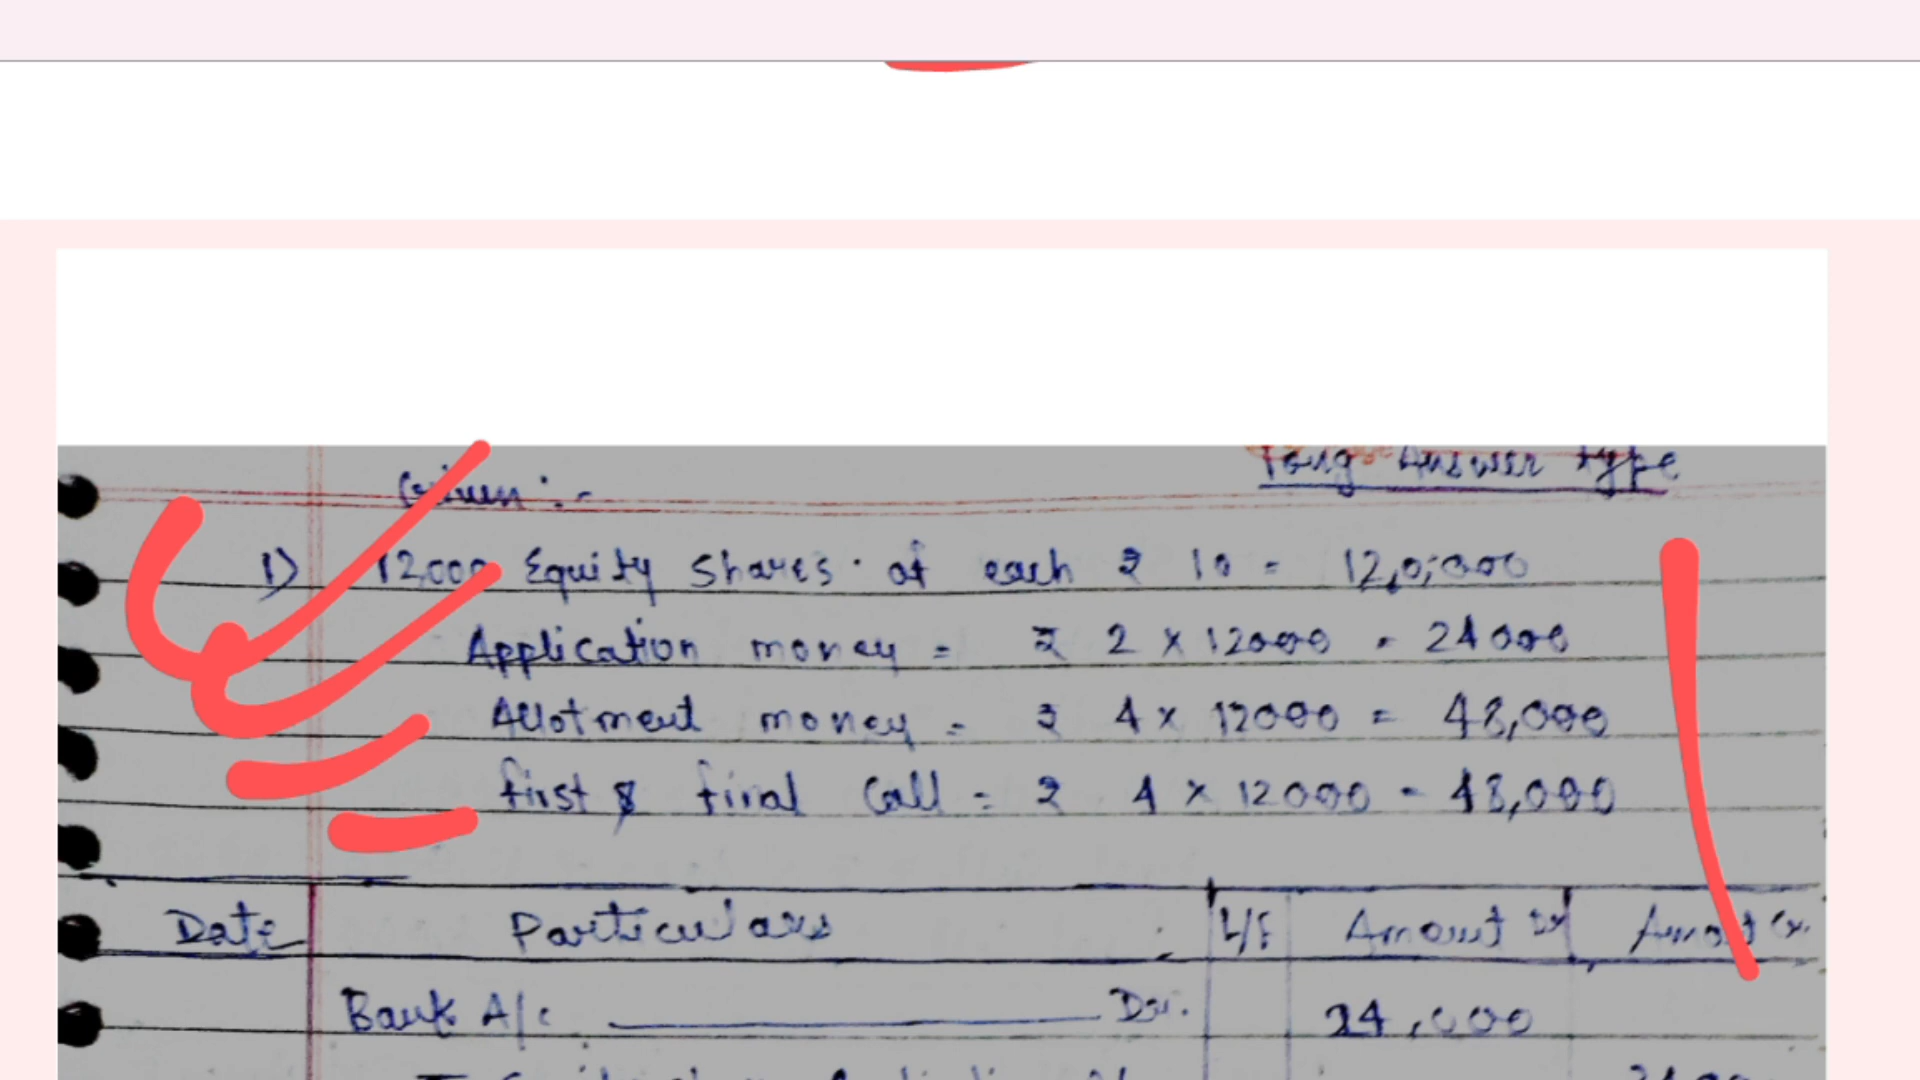 Long Answer type
Given :-
1) 12,000 Equity Shares. of each ₹ 10 = 12,0,000
Application money = ₹ 2 x 12000 = 24000
Allotment money = ₹ 4 x 12000 = 48,000
first & final Call = ₹ 4 x 12000 - 48,000
Date Particulars L/F Amount Dr Amount Cr.
Bank A/c Dr. 24,000